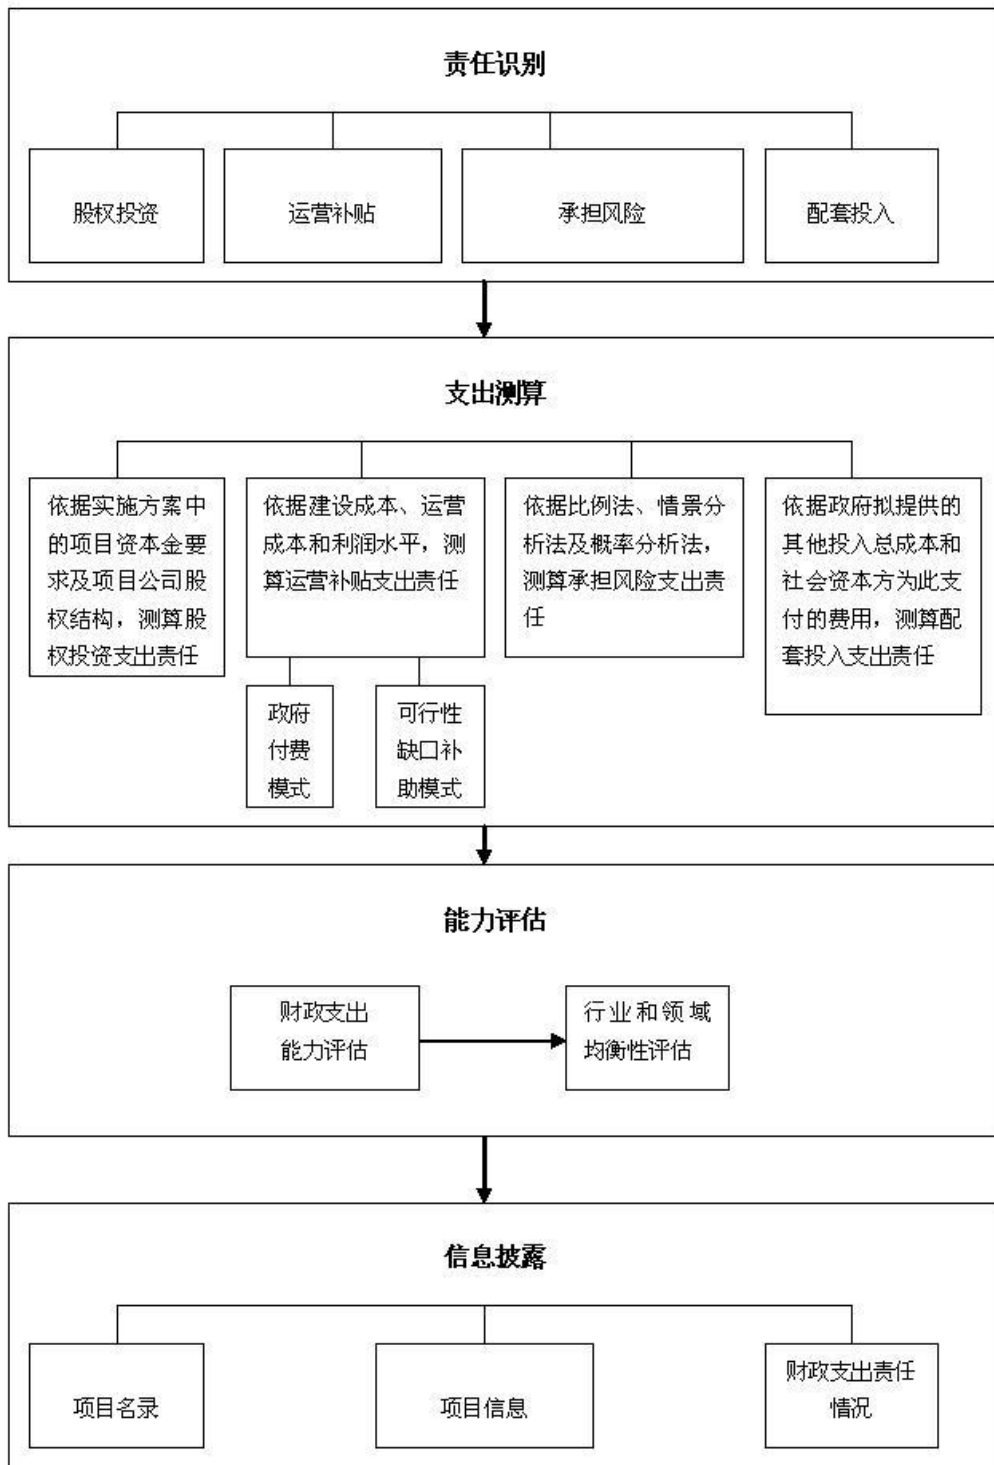 责任识别
股权投资
运营补贴
承担风险
配套投入
支出测算
依据实施方案中
的项目资本金要
求及项目公司股
权结构，测算股
权投资支出责任
依据建设成本、运营
成本和利润水平，测
算运营补贴支出责任
政府
付费
模式
可行性
缺口补
助模式
依据比例法、情景分
析法及概率分析法，
测算承担风险支出责
任
依据政府拟提供的
其他投入总成本和
社会资本方为此支
付的费用，测算配
套投入支出责任
能力评估
财政支出
能力评估
行业和领域
均衡性评估
信息披露
项目名录
项目信息
财政支出责任
情况